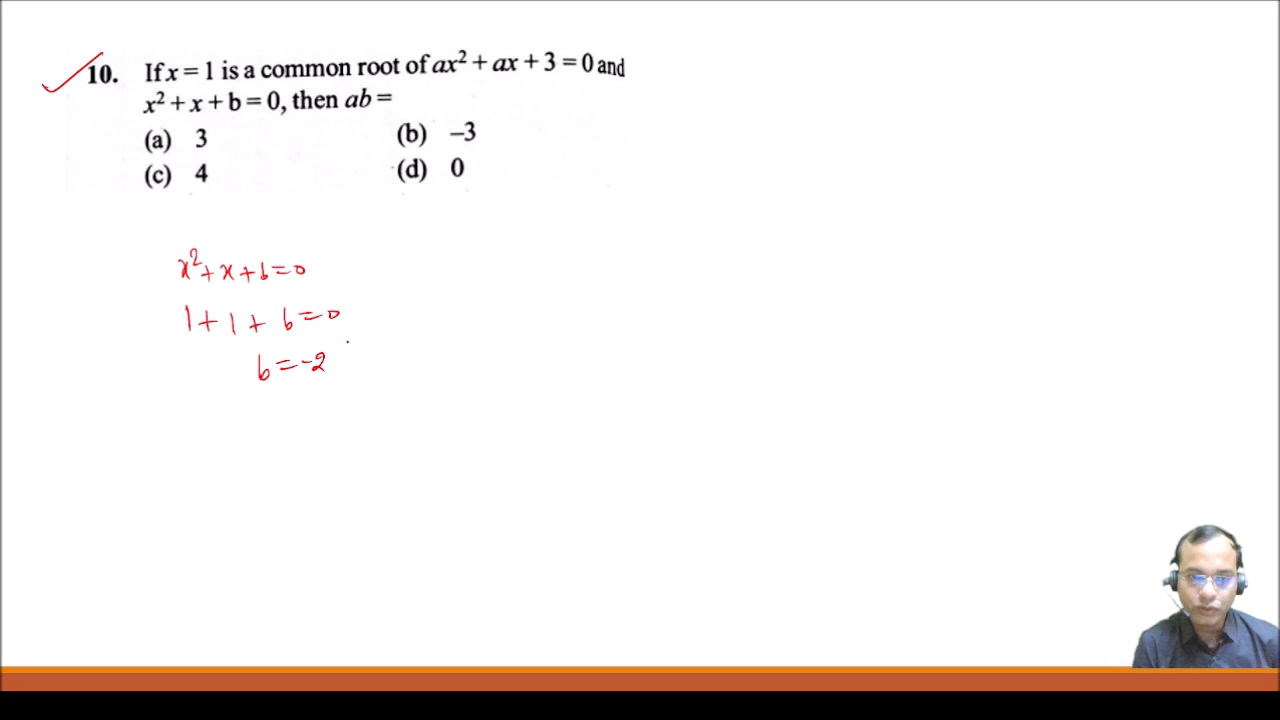 10. If x = 1 is a common root of ax² + ax + 3 = 0 and
x² + x + b = 0, then ab =
(a) 3 (b) –3
(c) 4 (d) 0
x² + x + b = 0
1 + 1 + b = 0
b = -2